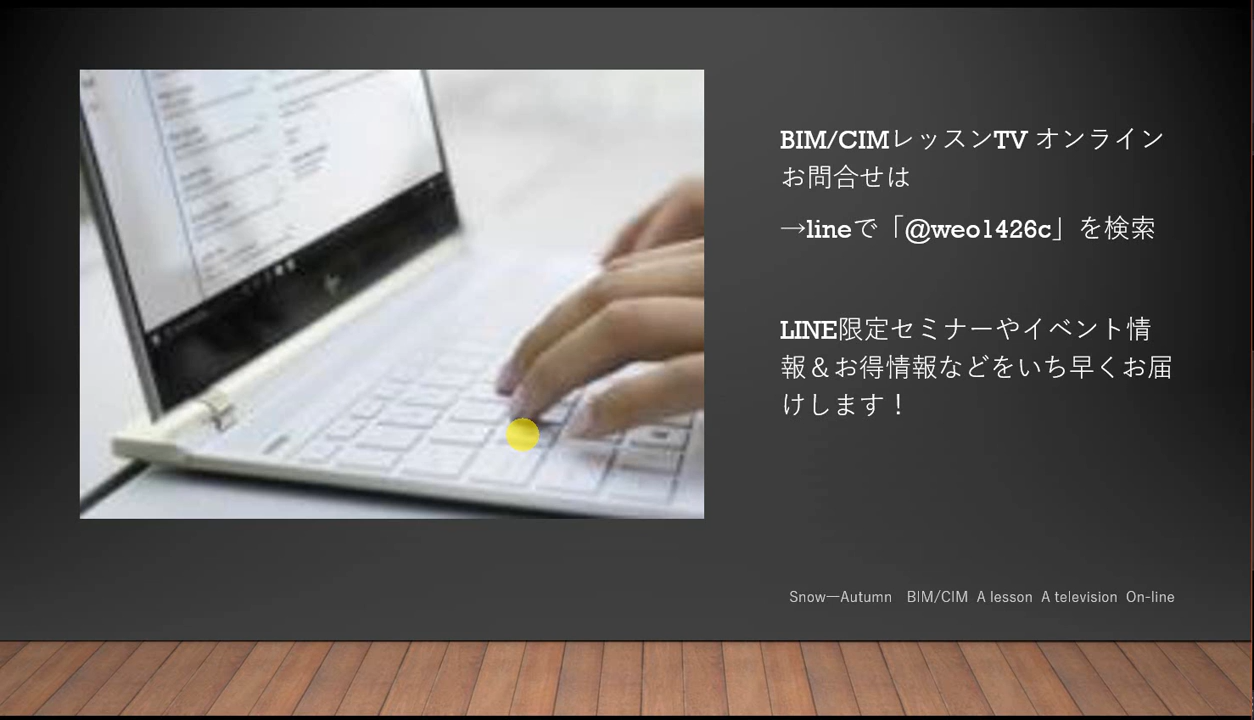 BIM/CIMレッスンTV オンライン
お問合せは
→lineで「@weo1426c」を検索
LINE限定セミナーやイベント情
報＆お得情報などをいち早くお届
けします！
Snow―Autumn BIM/CIM A lesson A television On-line